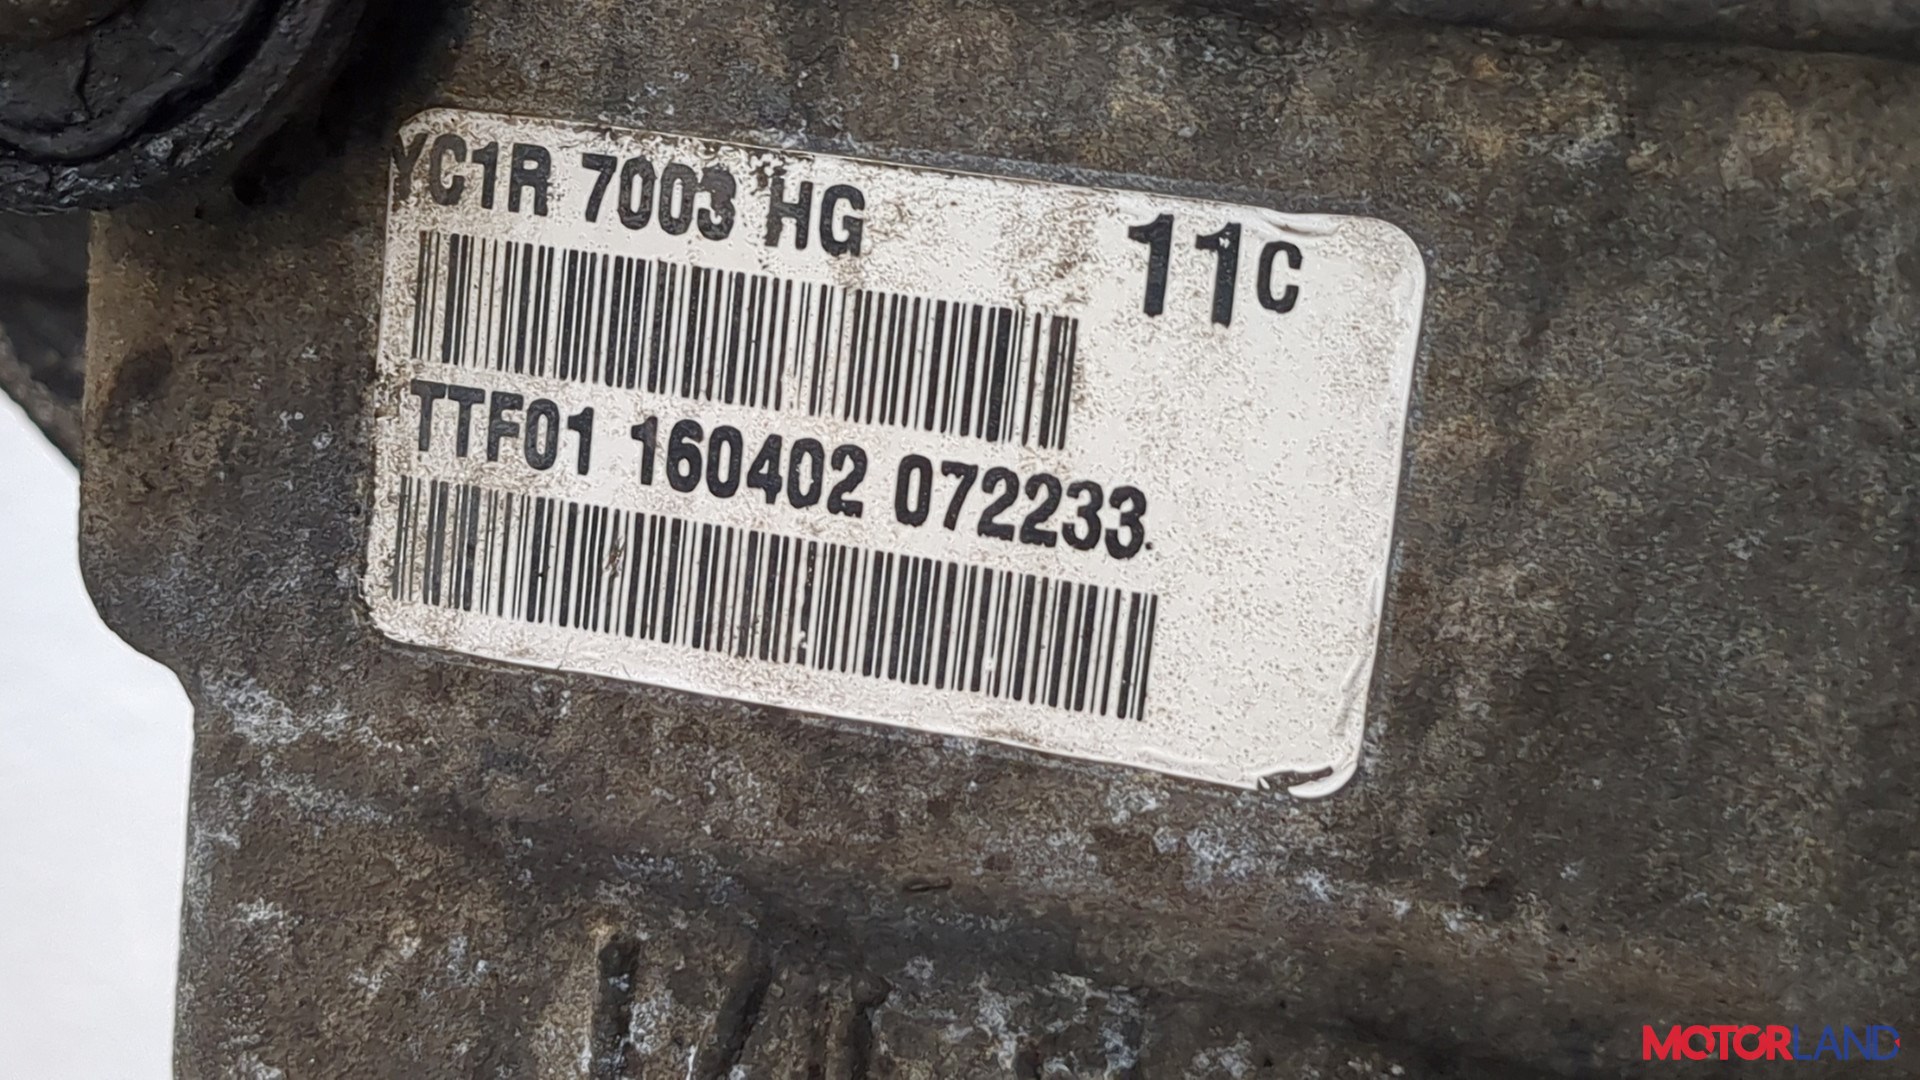 YC1R 7003 HG 11C
TTF01 160402 072233
MOTORLAND